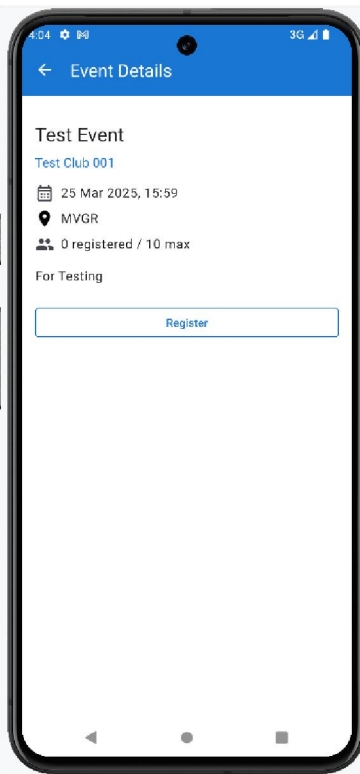 4:04
3G
Event Details
Test Event
Test Club 001
25 Mar 2025, 15:59
MVGR
0 registered / 10 max
For Testing
Register